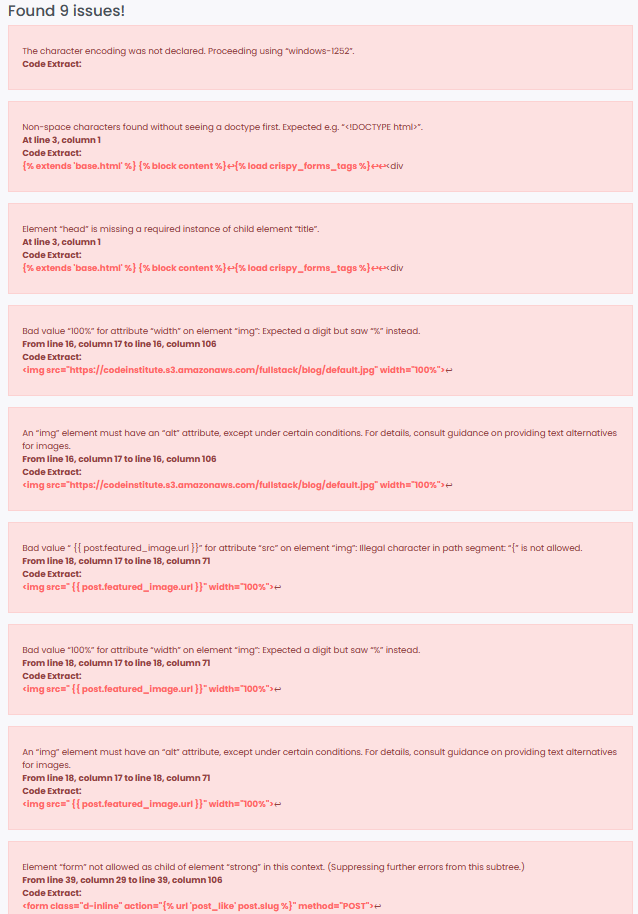 Found 9 issues!
The character encoding was not declared. Proceeding using “windows-1252”.
Code Extract:
Non-space characters found without seeing a doctype first. Expected e.g. “<!DOCTYPE html>”.
At line 3, column 1
Code Extract:
{% extends 'base.html' %} {% block content %}↩{% load crispy_forms_tags %}↩↩<div
Element “head” is missing a required instance of child element “title”.
At line 3, column 1
Code Extract:
{% extends 'base.html' %} {% block content %}↩{% load crispy_forms_tags %}↩↩<div
Bad value “100%” for attribute “width” on element “img”: Expected a digit but saw “%” instead.
From line 16, column 17 to line 16, column 106
Code Extract:
<img src="https://codeinstitute.s3.amazonaws.com/fullstack/blog/default.jpg" width="100%">↩
An “img” element must have an “alt” attribute, except under certain conditions. For details, consult guidance on providing text alternatives
for images.
From line 16, column 17 to line 16, column 106
Code Extract:
<img src="https://codeinstitute.s3.amazonaws.com/fullstack/blog/default.jpg" width="100%">↩
Bad value “ {{ post.featured_image.url }}” for attribute “src” on element “img”: Illegal character in path segment: “{” is not allowed.
From line 18, column 17 to line 18, column 71
Code Extract:
<img src=" {{ post.featured_image.url }}" width="100%">↩
Bad value “100%” for attribute “width” on element “img”: Expected a digit but saw “%” instead.
From line 18, column 17 to line 18, column 71
Code Extract:
<img src=" {{ post.featured_image.url }}" width="100%">↩
An “img” element must have an “alt” attribute, except under certain conditions. For details, consult guidance on providing text alternatives
for images.
From line 18, column 17 to line 18, column 71
Code Extract:
<img src=" {{ post.featured_image.url }}" width="100%">↩
Element “form” not allowed as child of element “strong” in this context. (Suppressing further errors from this subtree.)
From line 39, column 29 to line 39, column 106
Code Extract:
<form class="d-inline" action="{% url 'post_like' post.slug %}" method="POST">↩